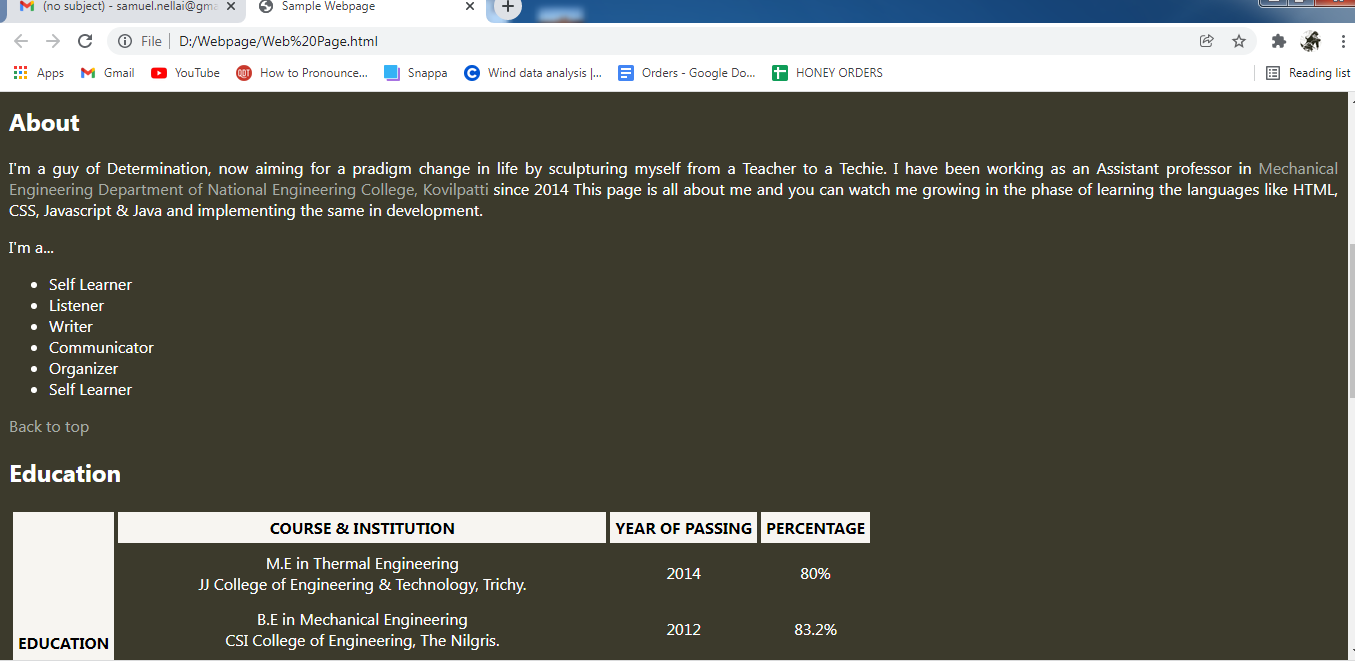 (no subject) - samuel.nellai@gma
Sample Webpage
File
D:/Webpage/Web%20Page.html
Apps
Gmail
YouTube
How to Pronounce...
Snappa
Wind data analysis |...
Orders - Google Do...
HONEY ORDERS
Reading list
About
I'm a guy of Determination, now aiming for a pradigm change in life by sculpturing myself from a Teacher to a Techie. I have been working as an Assistant professor in Mechanical
Engineering Department of National Engineering College, Kovilpatti since 2014 This page is all about me and you can watch me growing in the phase of learning the languages like HTML,
CSS, Javascript & Java and implementing the same in development.
I'm a...
Self Learner
Listener
Writer
Communicator
Organizer
Self Learner
Back to top
Education
COURSE & INSTITUTION YEAR OF PASSING PERCENTAGE
M.E in Thermal Engineering
JJ College of Engineering & Technology, Trichy.
2014
80%
B.E in Mechanical Engineering
CSI College of Engineering, The Nilgris.
2012
83.2%
EDUCATION